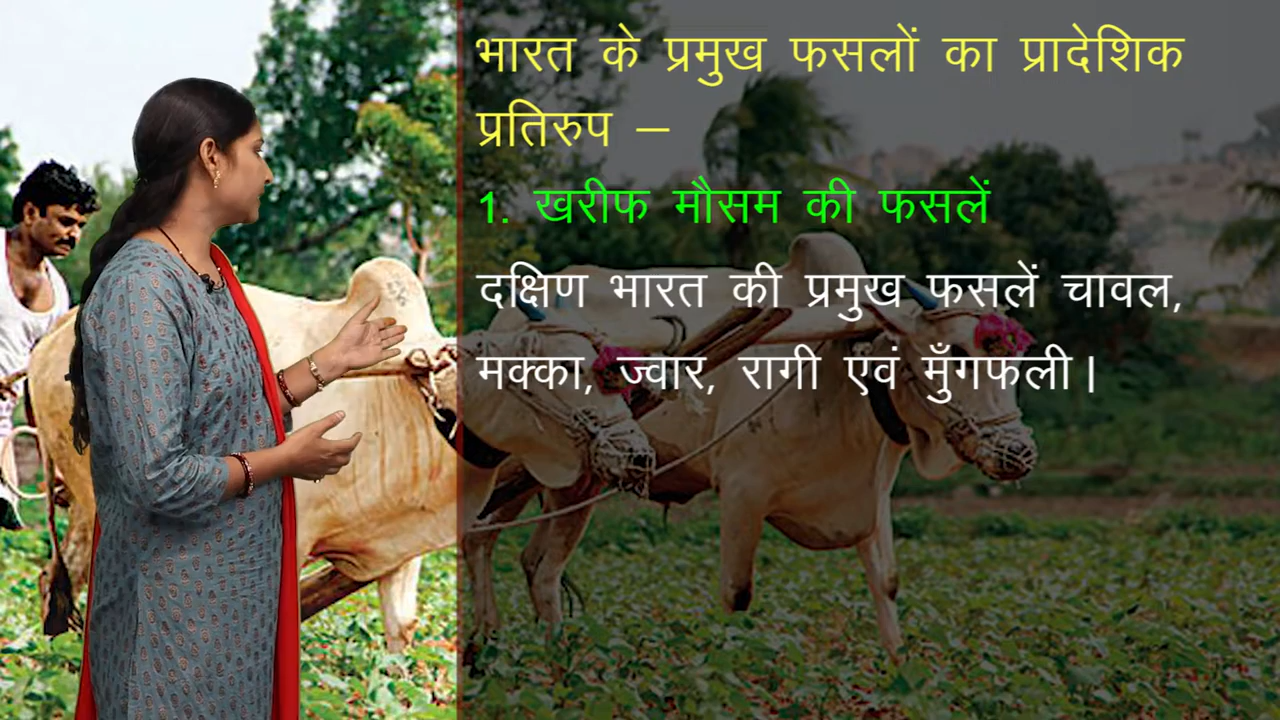 भारत के प्रमुख फसलों का प्रादेशिक
प्रतिरुप –
1. खरीफ मौसम की फसलें
दक्षिण भारत की प्रमुख फसलें चावल,
मक्का, ज्वार, रागी एवं मुँगफली।